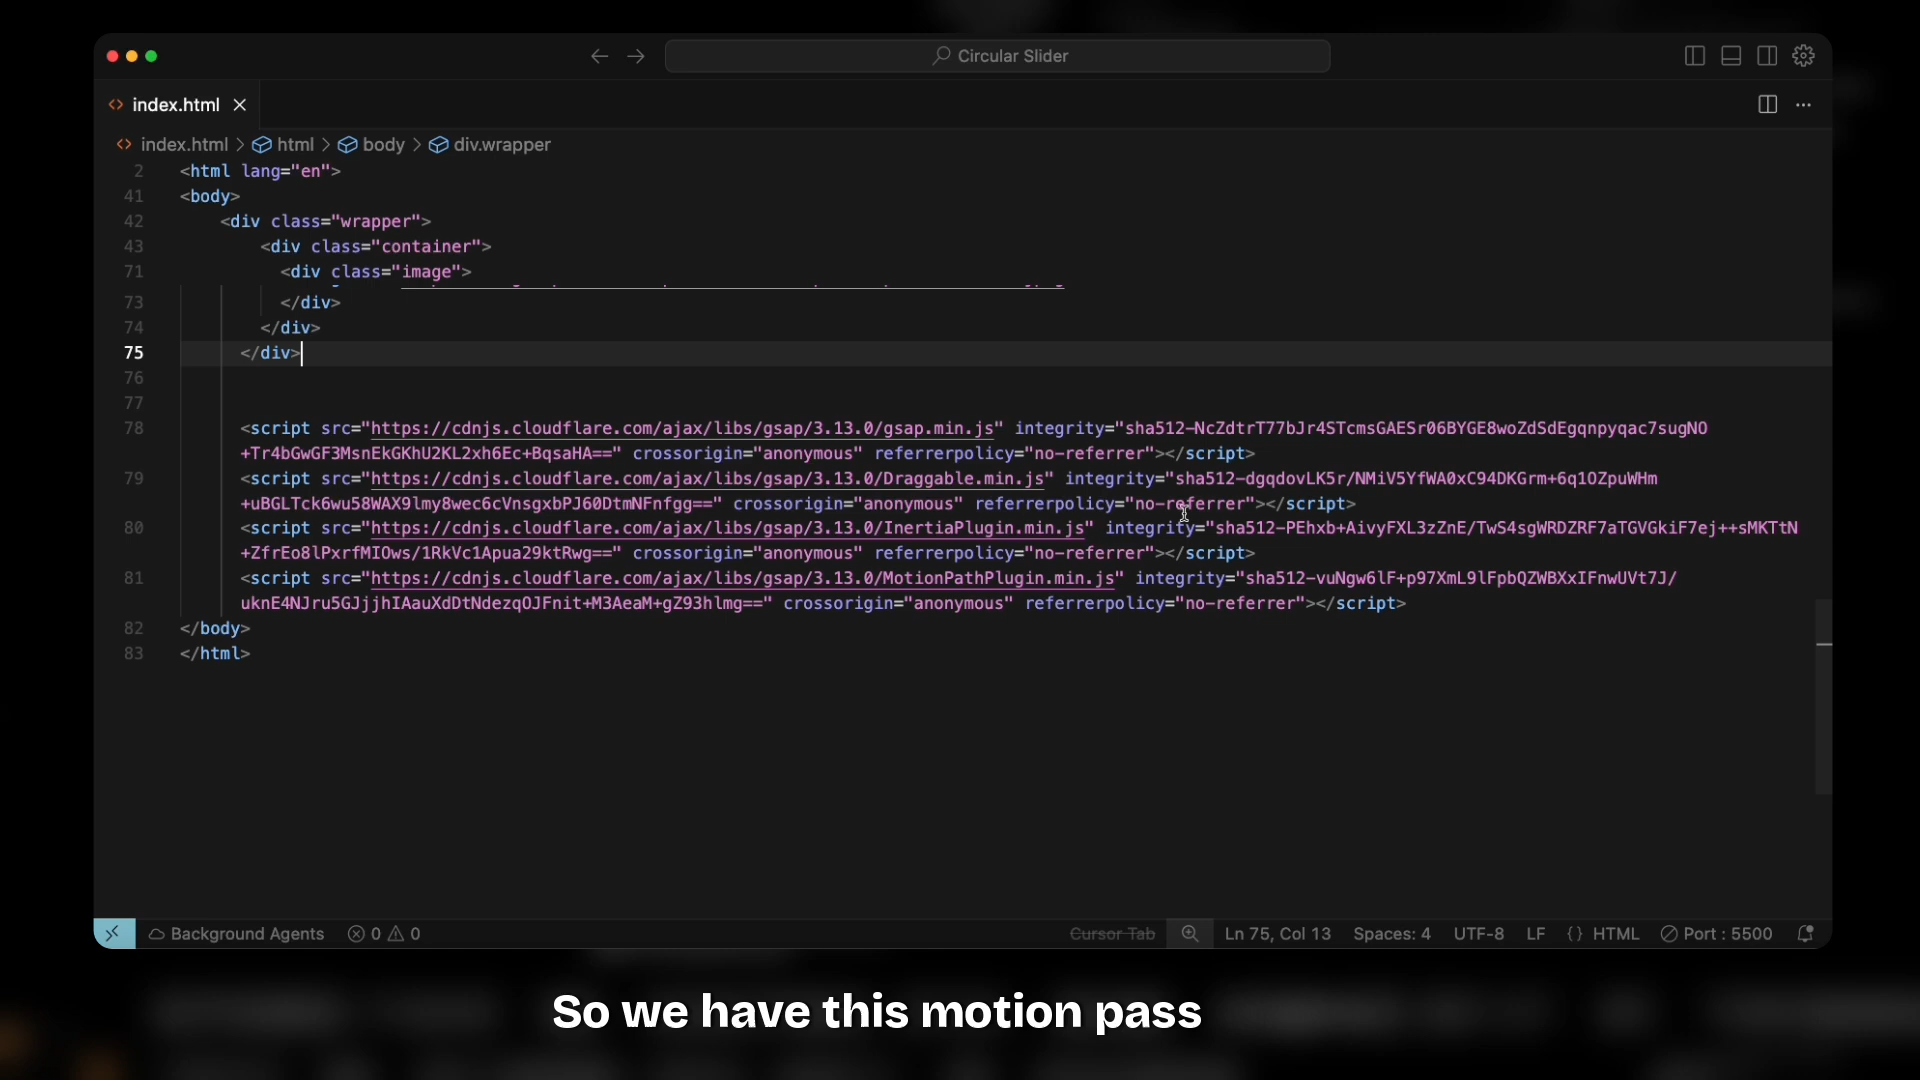 Circular Slider
index.html
index.html > html > body > div.wrapper
2 <html lang="en">
41 <body>
42 <div class="wrapper">
43 <div class="container">
71 <div class="image">
73 </div>
74 </div>
75 </div>
76
77
78 <script src="https://cdnjs.cloudflare.com/ajax/libs/gsap/3.13.0/gsap.min.js" integrity="sha512-NcZdtrT77bJr4STcmsGAESr06BYGE8woZdSdEgqnpyqac7sugNO
+Tr4bGwGF3MsnEkGKhU2KL2xh6Ec+BqsaHA==" crossorigin="anonymous" referrerpolicy="no-referrer"></script>
79 <script src="https://cdnjs.cloudflare.com/ajax/libs/gsap/3.13.0/Draggable.min.js" integrity="sha512-dgqdovLK5r/NMiV5YfWA0xC94DKGrm+6q1OZpuWHm
+uBGLTck6wu58WAX9lmy8wec6cVnsgxbPJ60DtmNFnfgg==" crossorigin="anonymous" referrerpolicy="no-referrer"></script>
80 <script src="https://cdnjs.cloudflare.com/ajax/libs/gsap/3.13.0/InertiaPlugin.min.js" integrity="sha512-PEhxb+AivyFXL3zZnE/TwS4sgWRDZRF7aTGVGkiF7ej++sMKTtN
+ZfrEo8lPxrfMIOws/1RkVc1Apua29ktRwg==" crossorigin="anonymous" referrerpolicy="no-referrer"></script>
81 <script src="https://cdnjs.cloudflare.com/ajax/libs/gsap/3.13.0/MotionPathPlugin.min.js" integrity="sha512-vuNgw6lF+p97XmL9lFpbQZWBXxIFnwUVt7J/
uknE4NJru5GJjjhIAauXdDtNdezqOJFnit+M3AeaM+gZ93hlmg==" crossorigin="anonymous" referrerpolicy="no-referrer"></script>
82 </body>
83 </html>
Background Agents 0 0 Cursor Tab Ln 75, Col 13 Spaces: 4 UTF-8 LF {} HTML Port : 5500
So we have this motion pass